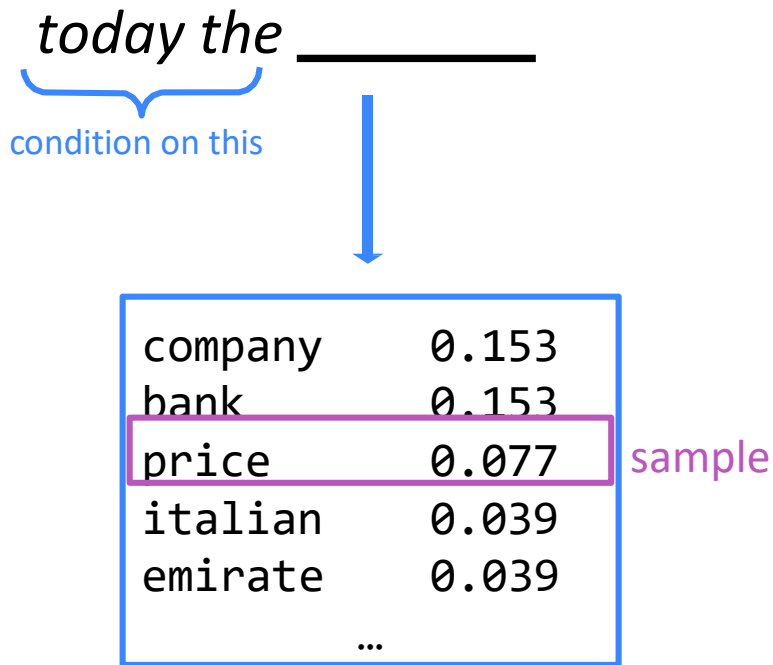 today the ________
condition on this
company 0.153
bank 0.153
price 0.077 sample
italian 0.039
emirate 0.039
…